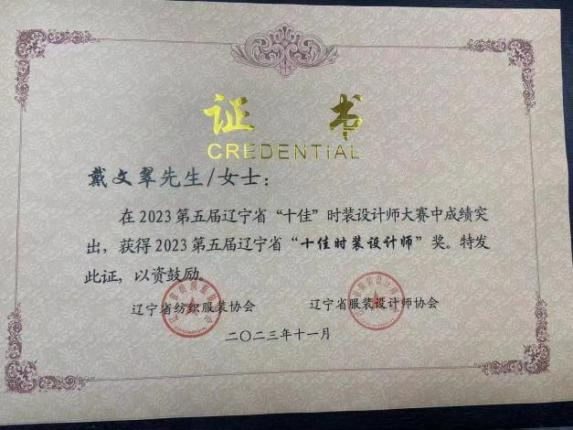 证 书
CREDENTIAL
戴文翠先生/女士：
在2023第五届辽宁省“十佳”时装设计师大赛中成绩突
出，获得2023第五届辽宁省“十佳时装设计师”奖。特发
此证，以资鼓励。
辽宁省纺织服装协会 辽宁省服装设计师协会
二〇二三年十一月